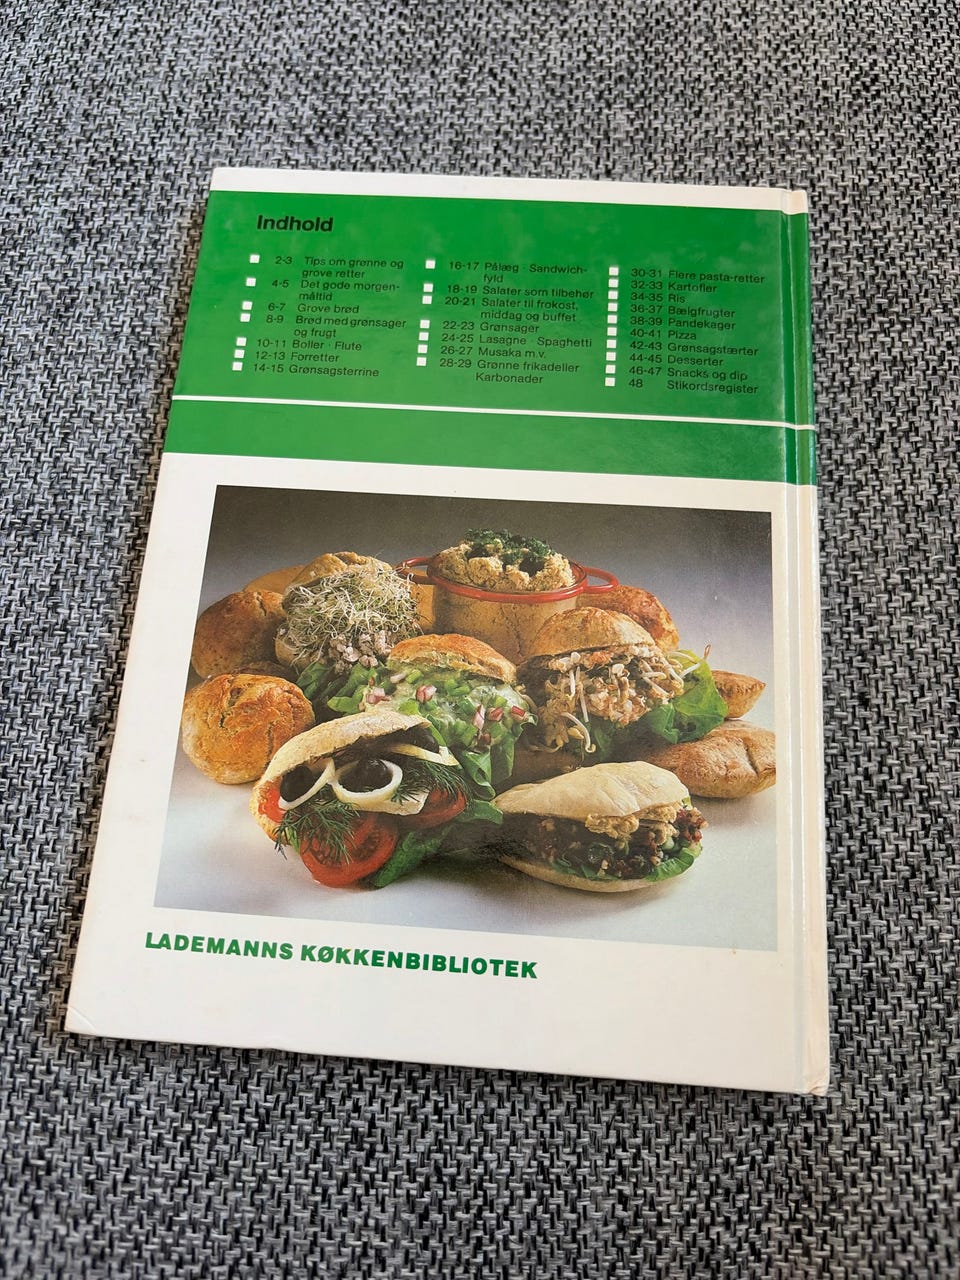 Indhold
2-3 Tips om grønne og
grove retter
4-5 Det gode morgen-
måltid
6-7 Grove brød
8-9 Brød med grønsager
og frugt
10-11 Boller · Flute
12-13 Forretter
14-15 Grønsagsterrine
16-17 Pålæg · Sandwich-
fyld
18-19 Salater som tilbehør
20-21 Salater til frokost,
middag og buffet
22-23 Grønsager
24-25 Lasagne · Spaghetti
26-27 Musaka m.v.
28-29 Grønne frikadeller
Karbonader
30-31 Flere pasta-retter
32-33 Kartofler
34-35 Ris
36-37 Bælgfrugter
38-39 Pandekager
40-41 Pizza
42-43 Grønsagstærter
44-45 Desserter
46-47 Snacks og dip
48 Stikordsregister
LADEMANNS KØKKENBIBLIOTEK